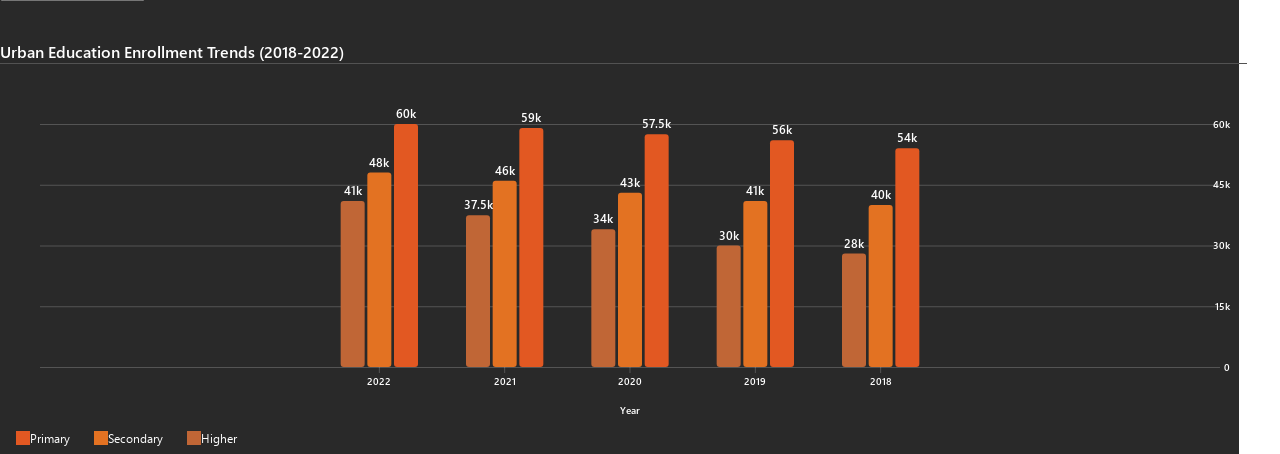 Urban Education Enrollment Trends (2018-2022)
60k
59k
57.5k
56k
54k
48k
46k
43k
41k
40k
41k
37.5k
34k
30k
28k
60k
45k
30k
15k
0
2022 2021 2020 2019 2018
Year
Primary Secondary Higher